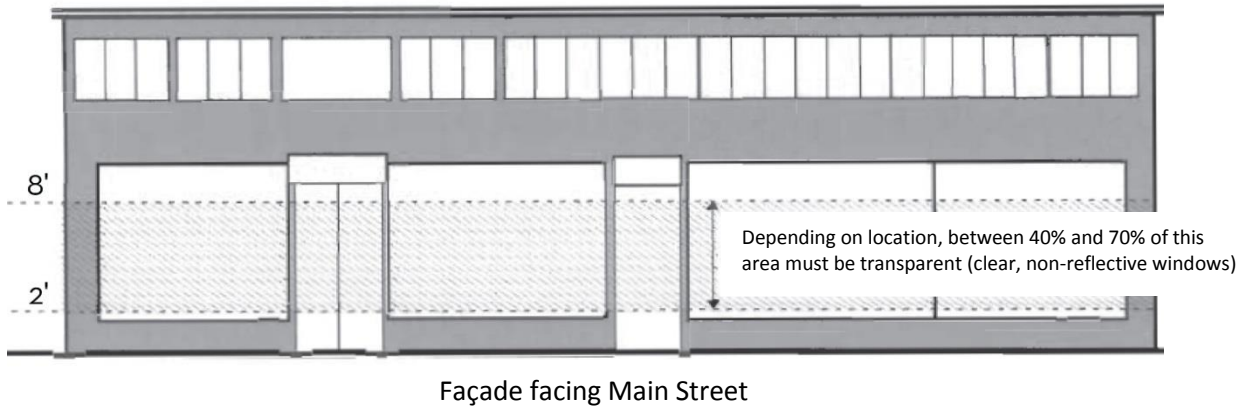 8'
Depending on location, between 40% and 70% of this
area must be transparent (clear, non-reflective windows)
2'
Façade facing Main Street